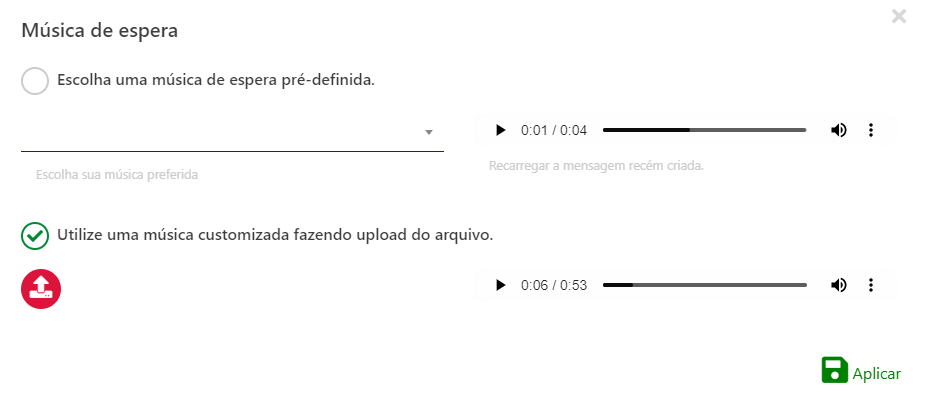 Música de espera
Escolha uma música de espera pré-definida.
0:01 / 0:04
Escolha sua música preferida
Recarregar a mensagem recém criada.
Utilize uma música customizada fazendo upload do arquivo.
0:06 / 0:53
Aplicar